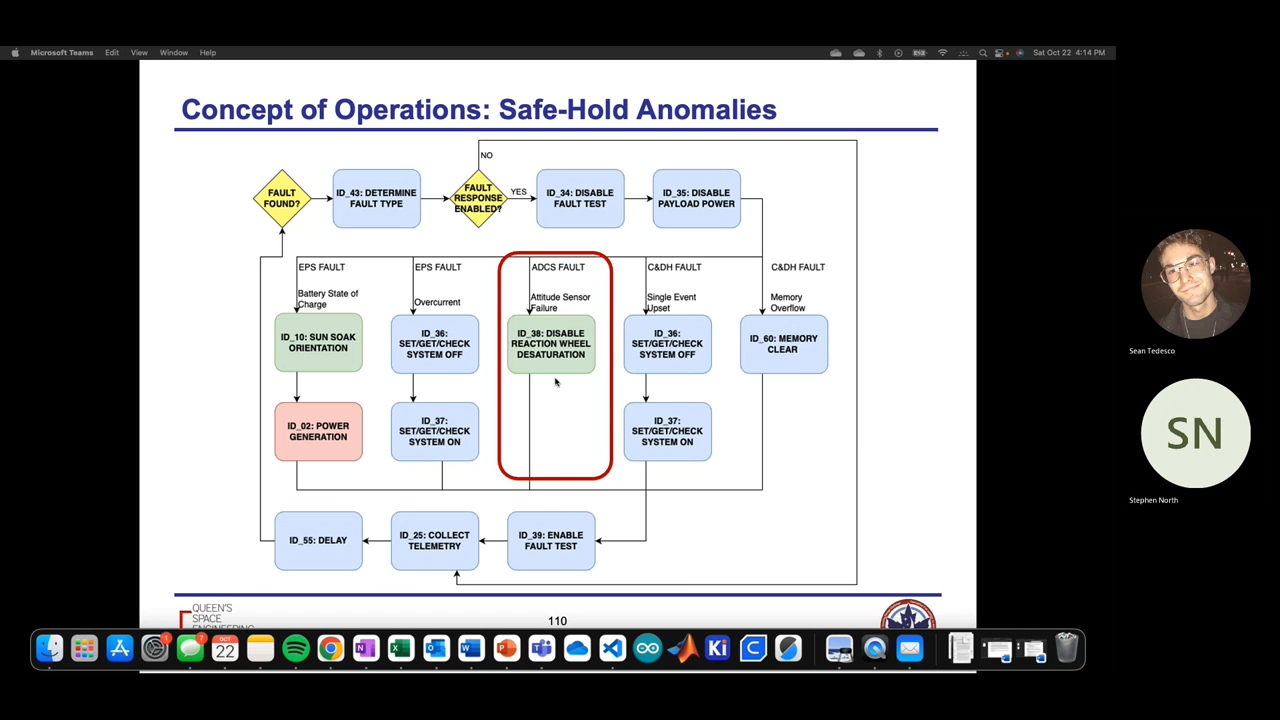 Microsoft Teams Edit View Window Help
Sat Oct 22 4:14 PM
Concept of Operations: Safe-Hold Anomalies
NO
FAULT
FOUND?
ID_43: DETERMINE
FAULT TYPE
FAULT
RESPONSE
ENABLED?
YES
ID_34: DISABLE
FAULT TEST
ID_35: DISABLE
PAYLOAD POWER
EPS FAULT
Battery State of
Charge
EPS FAULT
Overcurrent
ADCS FAULT
Attitude Sensor
Failure
C&DH FAULT
Single Event
Upset
C&DH FAULT
Memory
Overflow
ID_10: SUN SOAK
ORIENTATION
ID_36:
SET/GET/CHECK
SYSTEM OFF
ID_38: DISABLE
REACTION WHEEL
DESATURATION
ID_36:
SET/GET/CHECK
SYSTEM OFF
ID_60: MEMORY
CLEAR
ID_02: POWER
GENERATION
ID_37:
SET/GET/CHECK
SYSTEM ON
ID_37:
SET/GET/CHECK
SYSTEM ON
ID_55: DELAY
ID_25: COLLECT
TELEMETRY
ID_39: ENABLE
FAULT TEST
QUEEN'S
SPACE
ENGINEERING
110
Sean Tedesco
SN
Stephen North
OCT
22
1
7
Ki